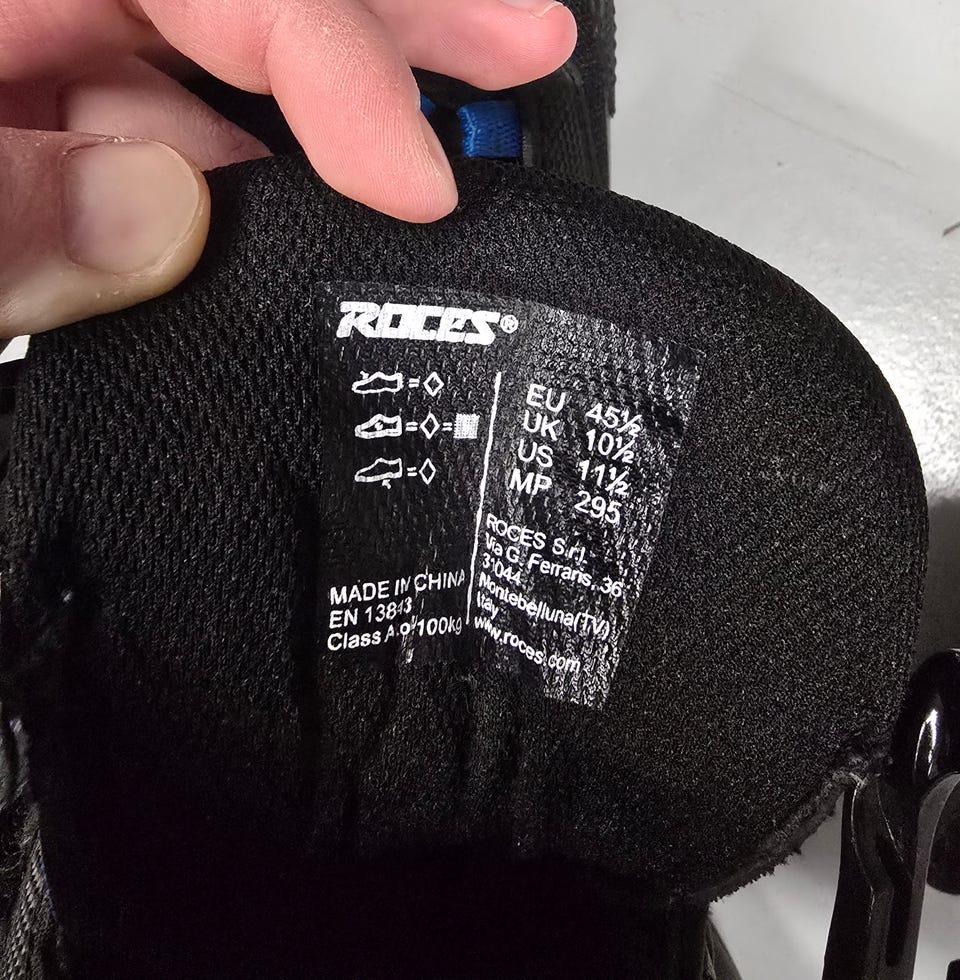 ROCES®
EU 45½
UK 10½
US 11½
MP 295
MADE IN CHINA
EN 13843
Class A
100kg
ROCES S.r.l.
Via G. Ferraris, 36
31044
Montebelluna(TV)
Italy
www.roces.com